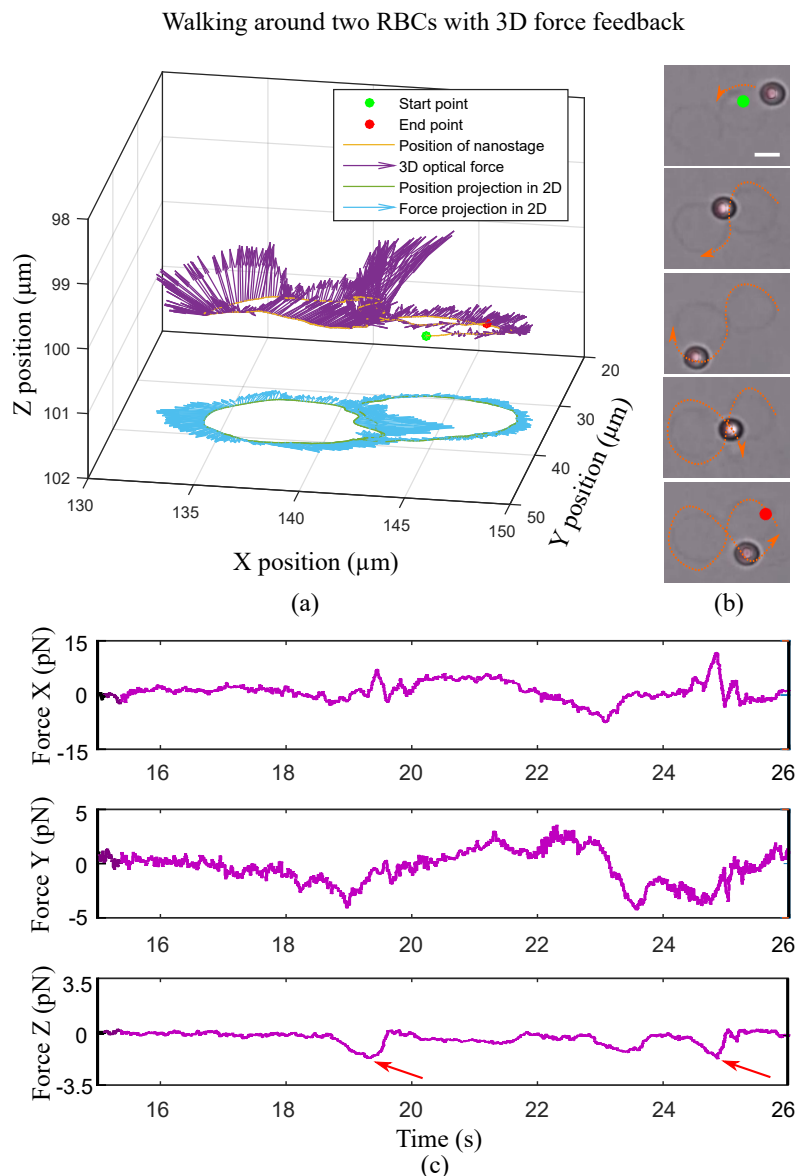 Walking around two RBCs with 3D force feedback
Start point
End point
Position of nanostage
3D optical force
Position projection in 2D
Force projection in 2D
Z position (µm)
98
99
100
101
102
130
135
140
145
150
X position (µm)
20
30
40
50
Y position (µm)
(a)
(b)
Force X (pN)
15
0
-15
16 18 20 22 24 26
Force Y (pN)
5
0
-5
16 18 20 22 24 26
Force Z (pN)
3.5
0
-3.5
16 18 20 22 24 26
Time (s)
(c)